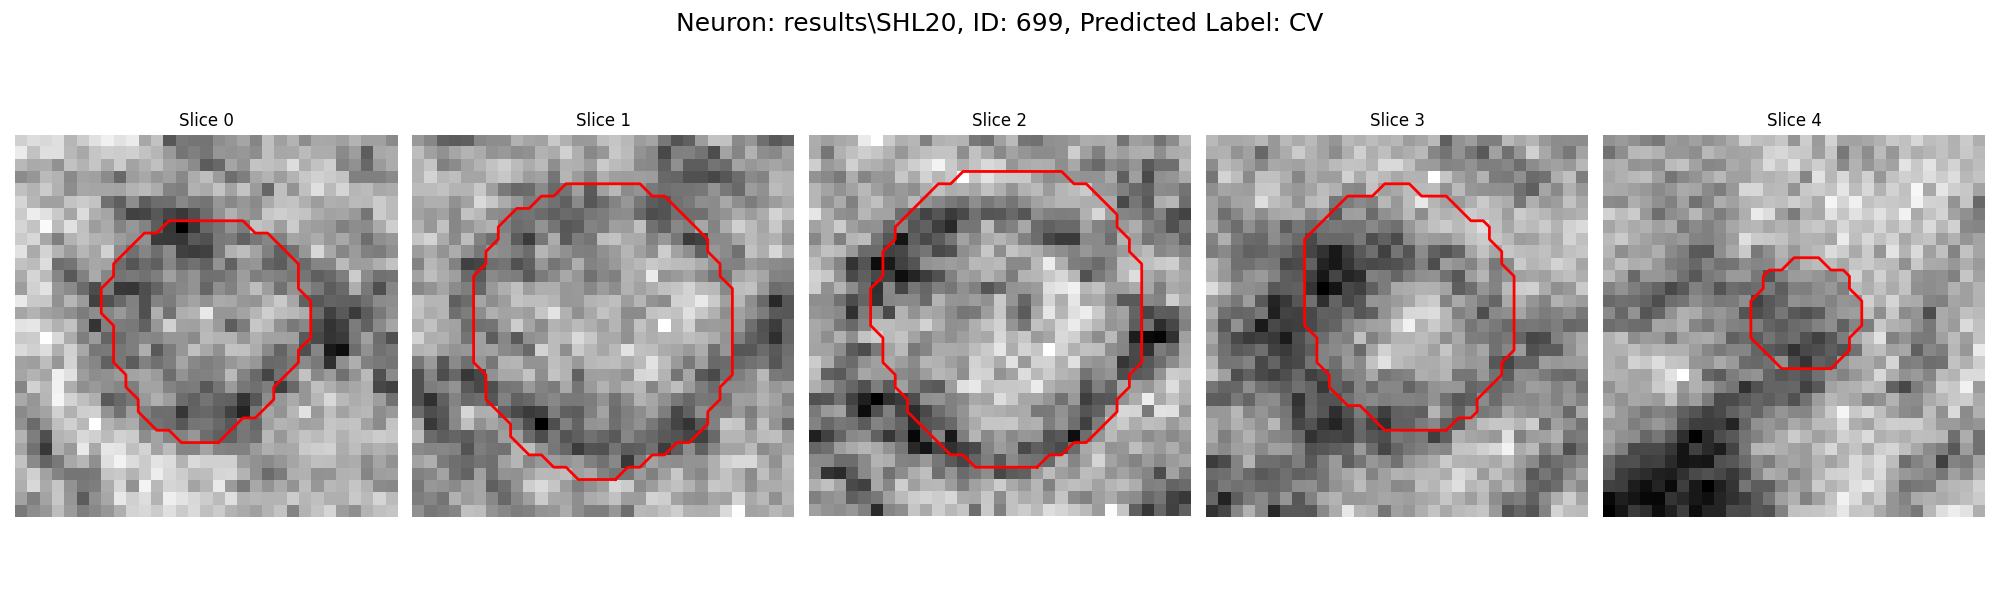 Neuron: results\SHL20, ID: 699, Predicted Label: CV
Slice 0
Slice 1
Slice 2
Slice 3
Slice 4